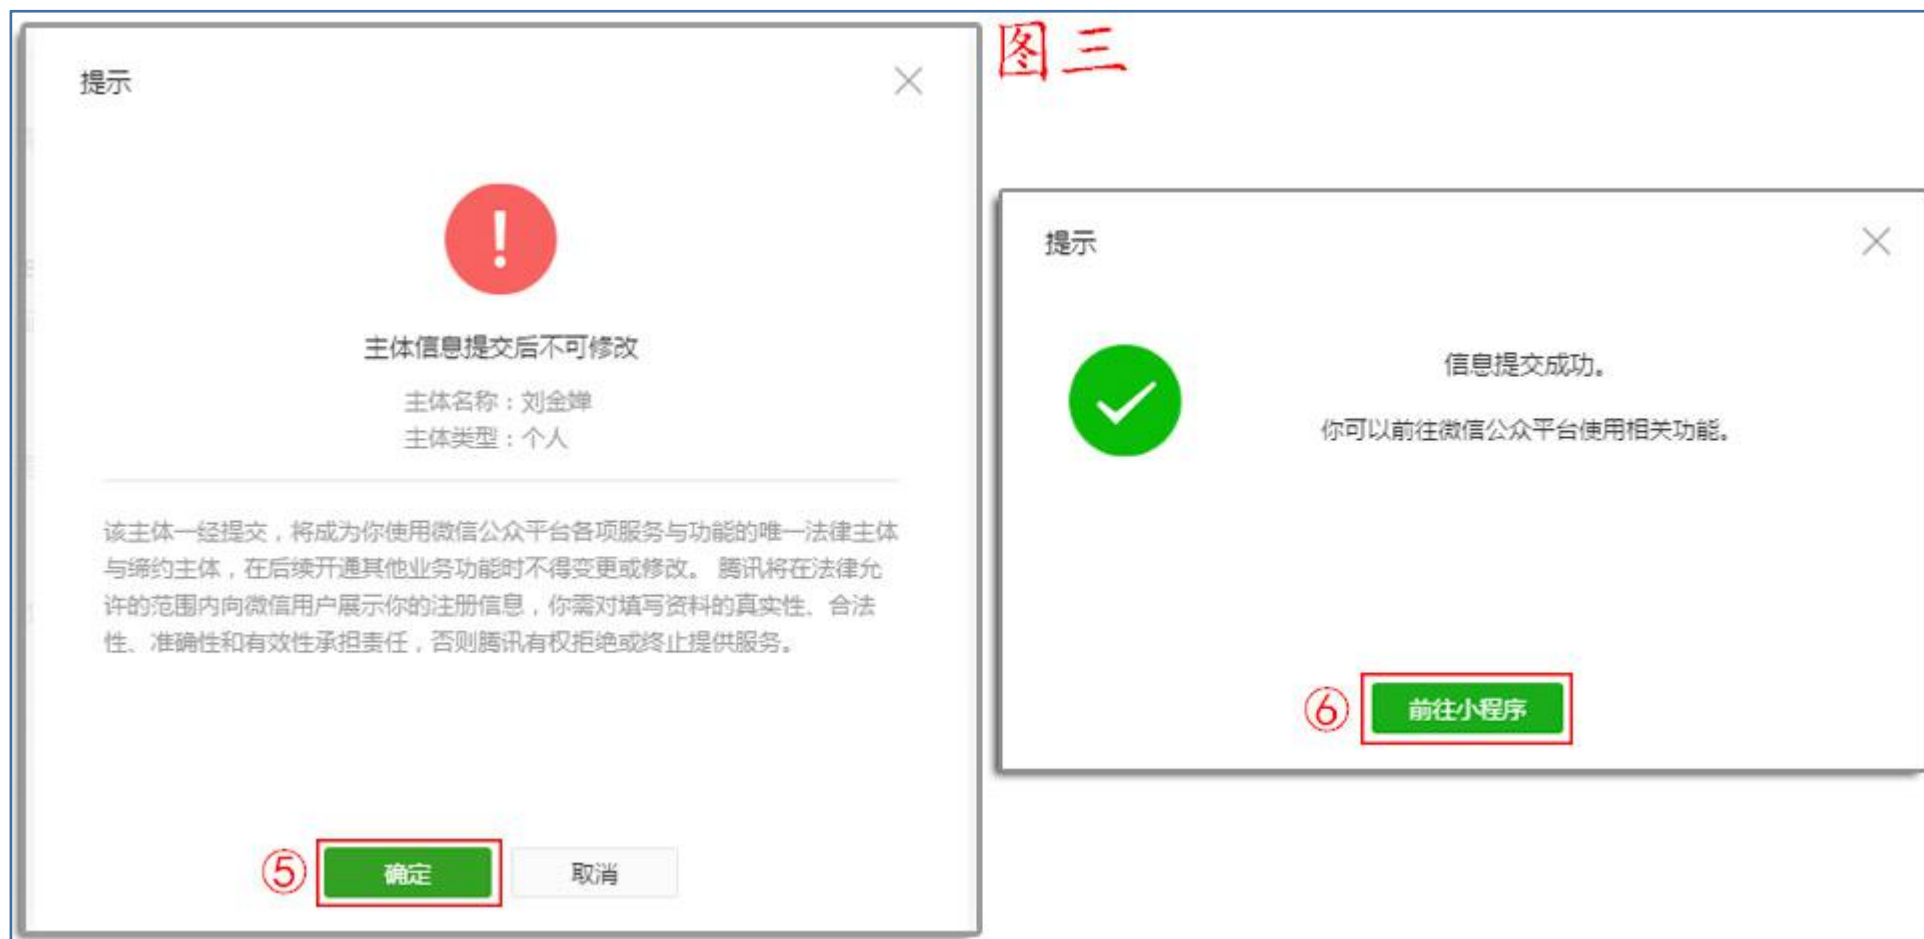 图三
提示
主体信息提交后不可修改
主体名称：刘金婵
主体类型：个人
该主体一经提交，将成为你使用微信公众平台各项服务与功能的唯一法律主体
与缔约主体，在后续开通其他业务功能时不得变更或修改。 腾讯将在法律允
许的范围内向微信用户展示你的注册信息，你需对填写资料的真实性、合法
性、准确性和有效性承担责任，否则腾讯有权拒绝或终止提供服务。
⑤ 确定 取消
提示
信息提交成功。
你可以前往微信公众平台使用相关功能。
⑥ 前往小程序